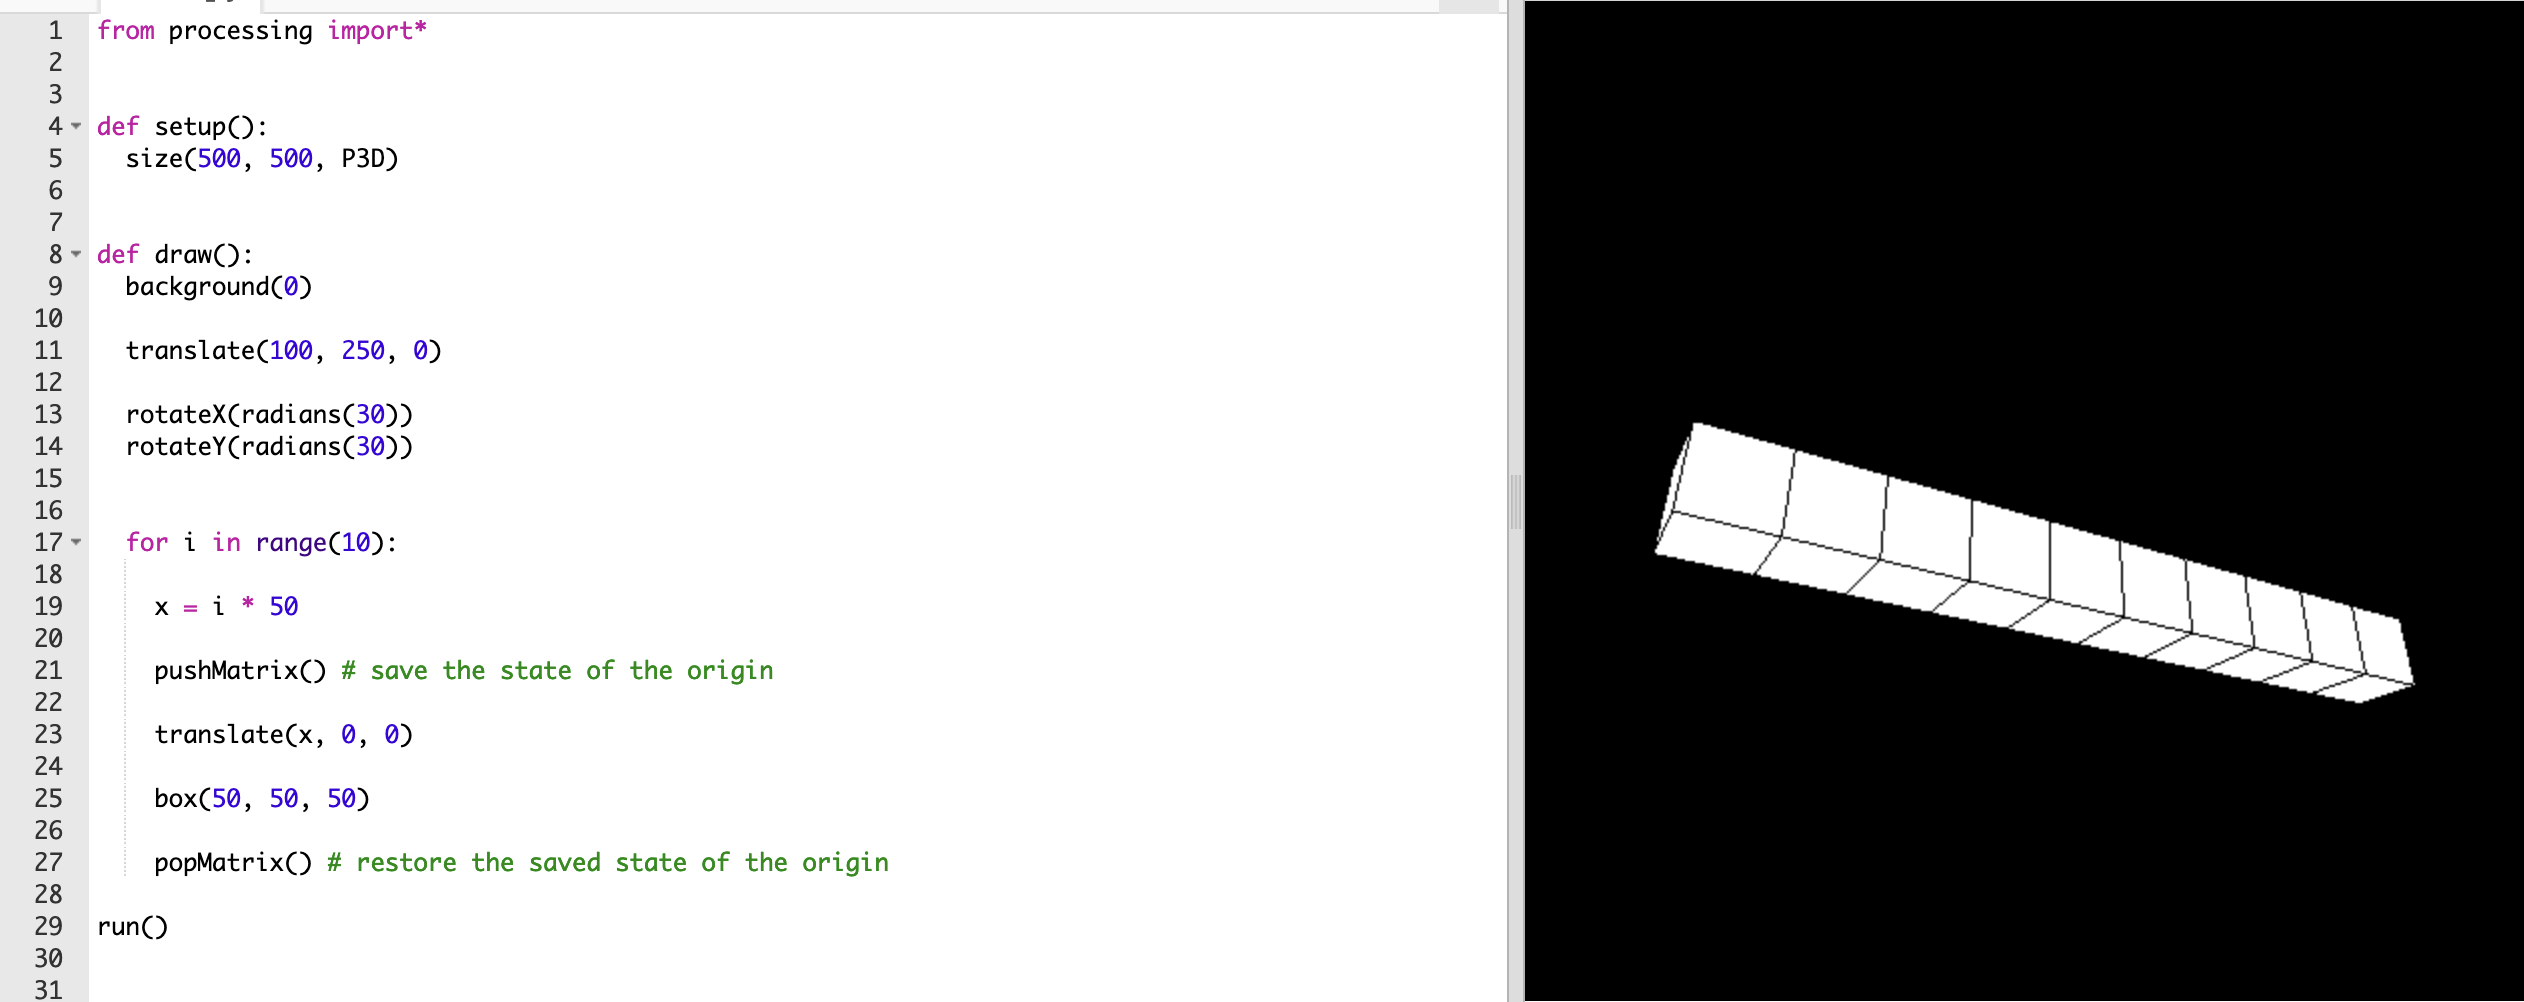 1 from processing import*
2
3
4 def setup():
5 size(500, 500, P3D)
6
7
8 def draw():
9 background(0)
10
11 translate(100, 250, 0)
12
13 rotateX(radians(30))
14 rotateY(radians(30))
15
16
17 for i in range(10):
18
19 x = i * 50
20
21 pushMatrix() # save the state of the origin
22
23 translate(x, 0, 0)
24
25 box(50, 50, 50)
26
27 popMatrix() # restore the saved state of the origin
28
29 run()
30
31